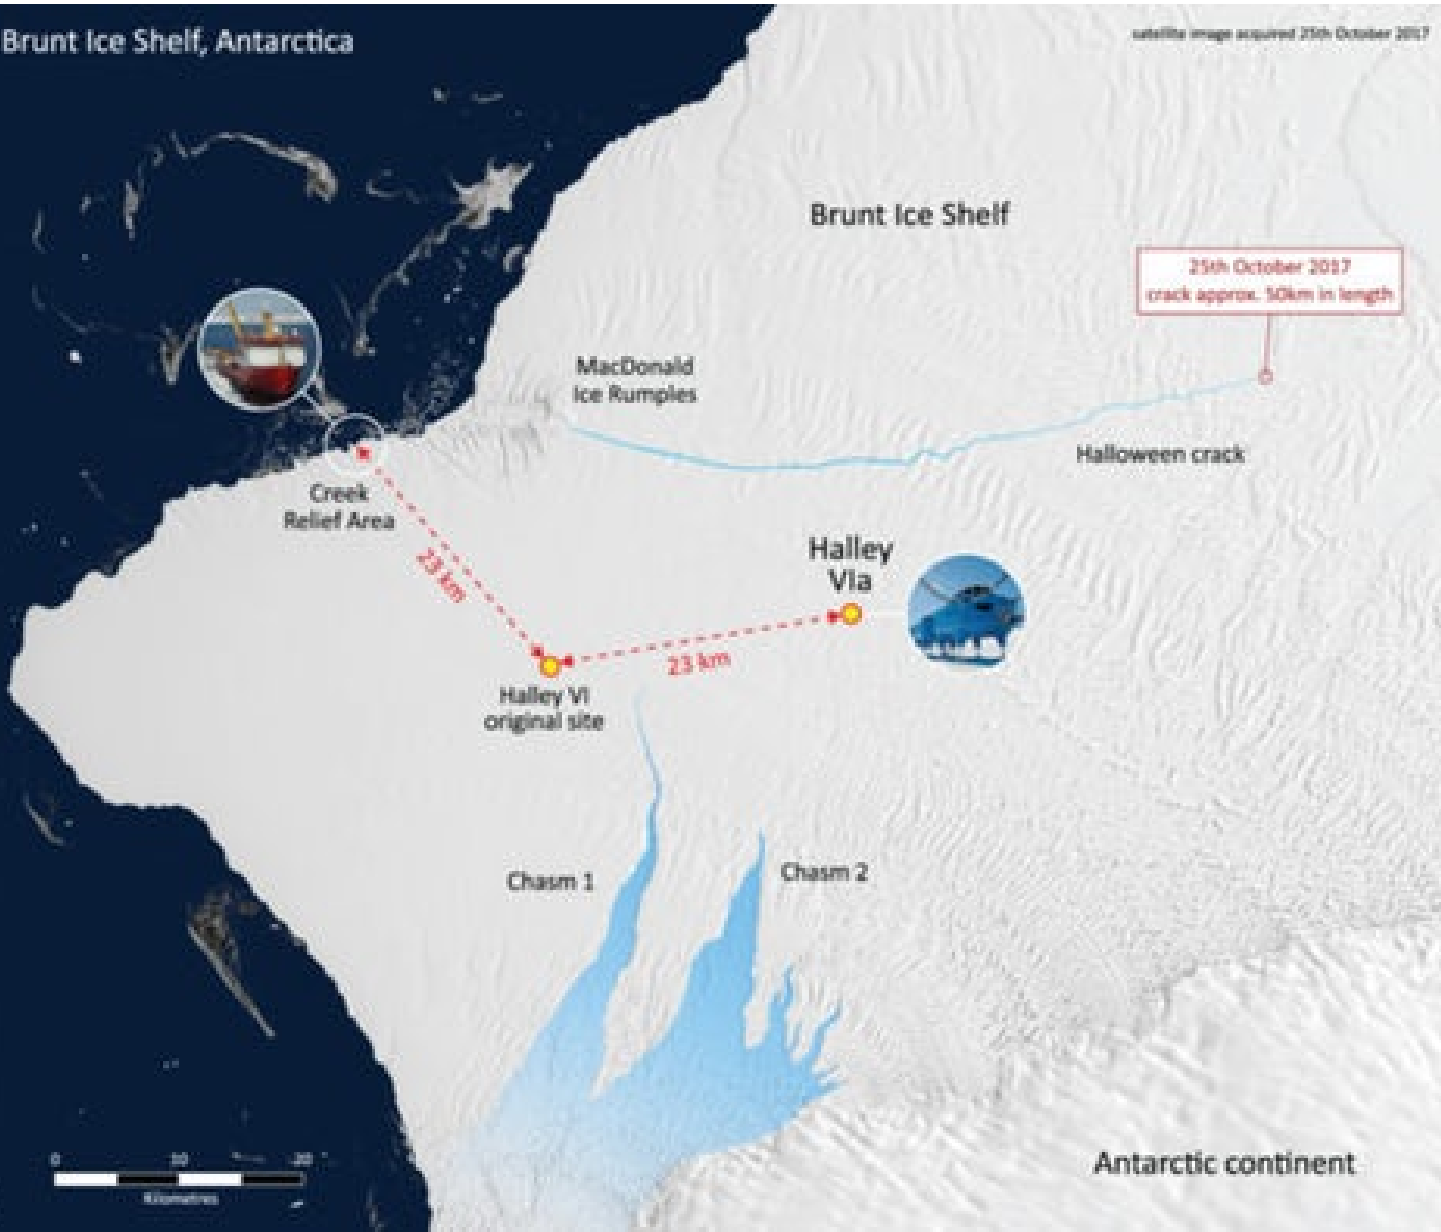 Brunt Ice Shelf, Antarctica
satellite image acquired 25th October 2017
Brunt Ice Shelf
25th October 2017
crack approx. 50km in length
MacDonald
Ice Rumples
Halloween crack
Creek
Relief Area
23 km
Halley
VIa
23 km
Halley VI
original site
Chasm 1
Chasm 2
Antarctic continent
0 10 20
Kilometres